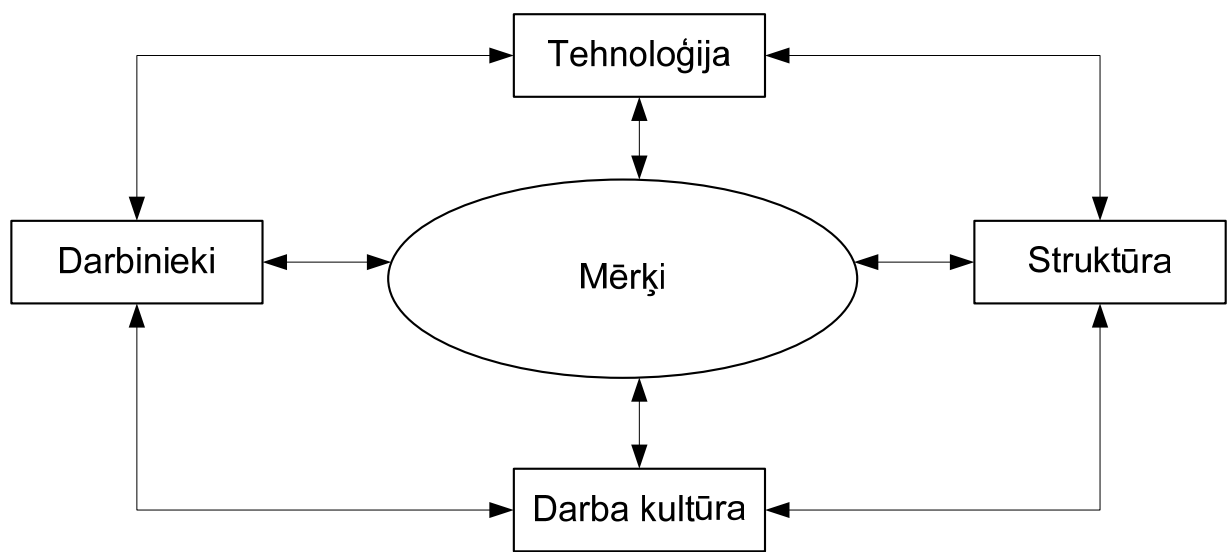 Tehnoloģija
Darbinieki
Mērķi
Struktūra
Darba kultūra